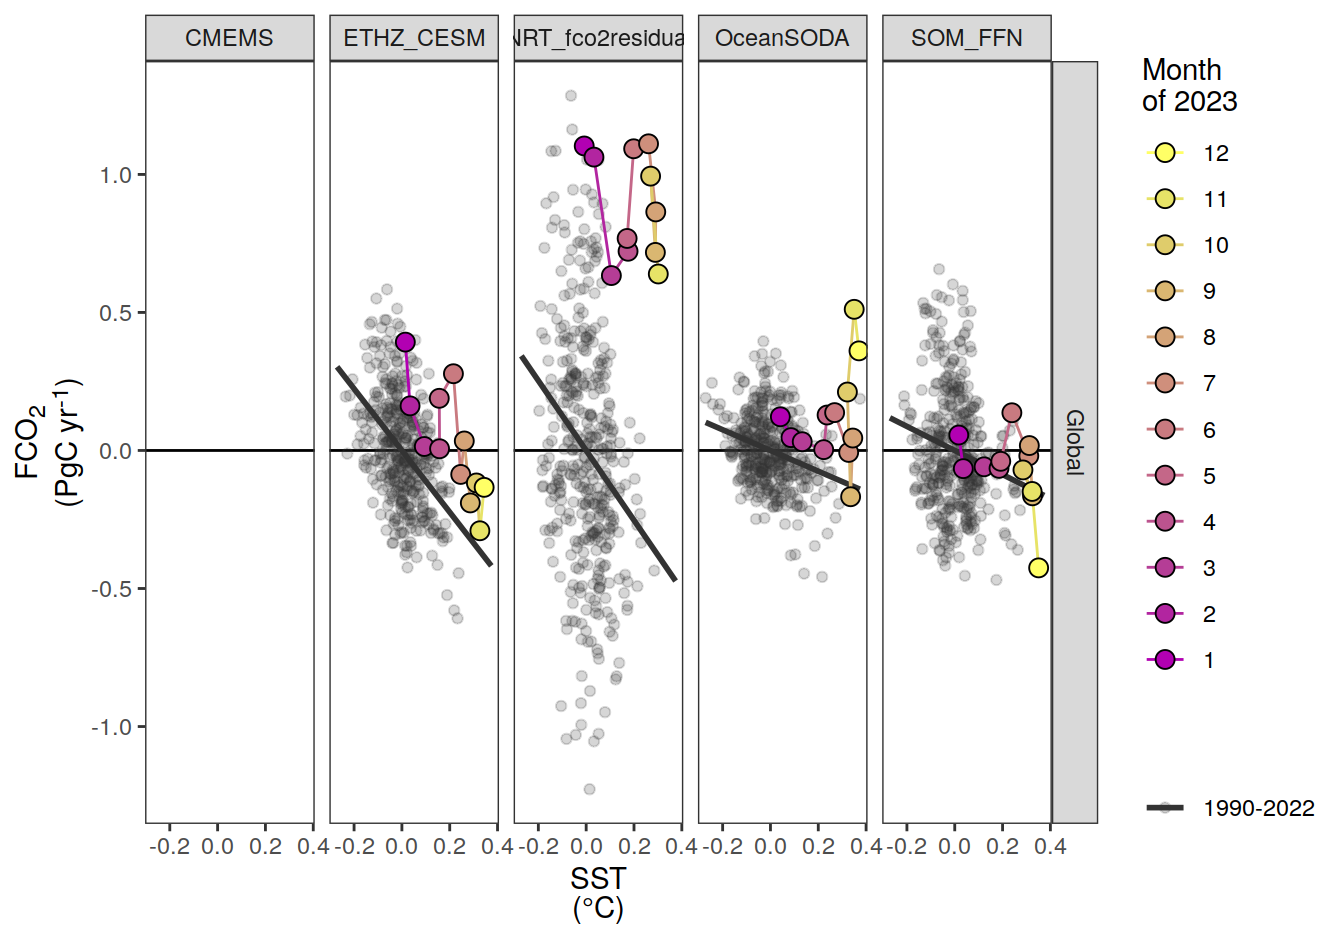 CMEMS ETHZ_CESM NRT_fco2residua OceanSODA SOM_FFN
Month
of 2023
12
11
10
9
8
7
6
5
4
3
2
1
1990-2022
Global
FCO₂
(PgC yr⁻¹)
1.0
0.5
0.0
-0.5
-1.0
-0.2 0.0 0.2 0.4 -0.2 0.0 0.2 0.4 -0.2 0.0 0.2 0.4 -0.2 0.0 0.2 0.4 -0.2 0.0 0.2 0.4
SST
(°C)